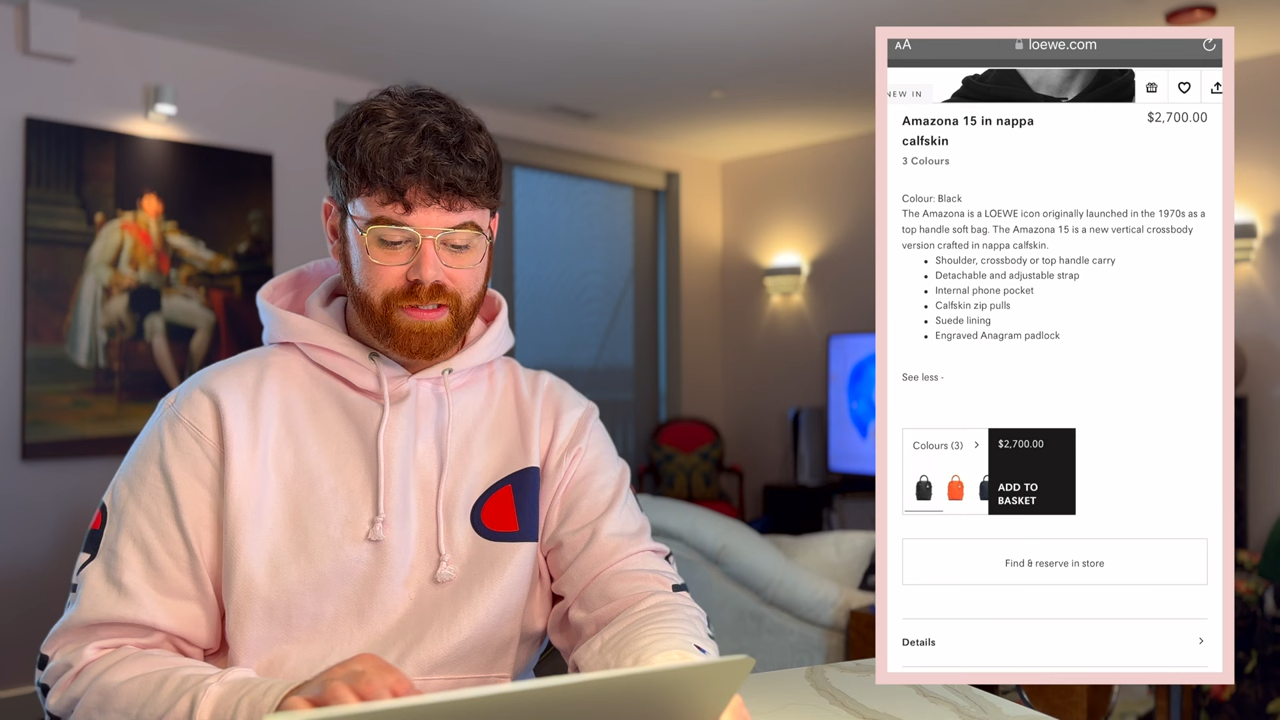 AA
loewe.com
NEW IN
Amazona 15 in nappa
calfskin
$2,700.00
3 Colours
Colour: Black
The Amazona is a LOEWE icon originally launched in the 1970s as a
top handle soft bag. The Amazona 15 is a new vertical crossbody
version crafted in nappa calfskin.
Shoulder, crossbody or top handle carry
Detachable and adjustable strap
Internal phone pocket
Calfskin zip pulls
Suede lining
Engraved Anagram padlock
See less -
Colours (3)
$2,700.00
ADD TO
BASKET
Find & reserve in store
Details